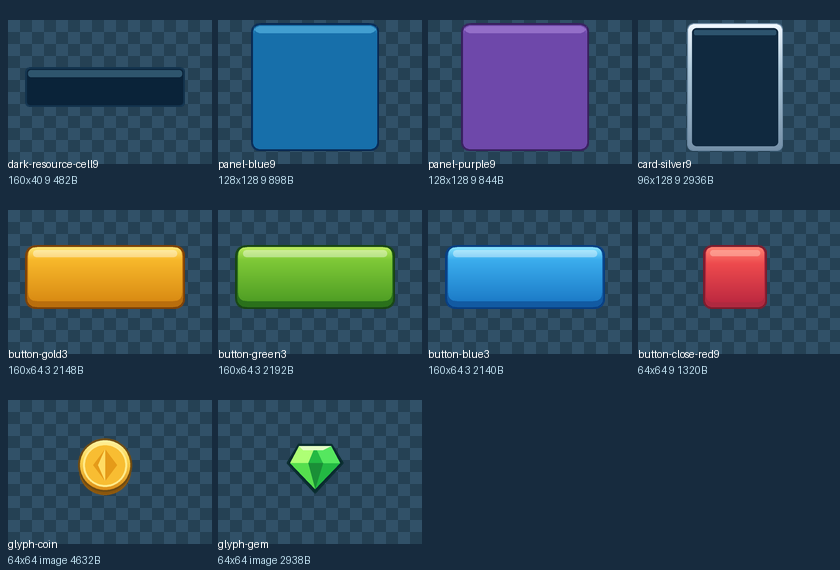 dark-resource-cell9
160x40 9 482B
panel-blue9
128x128 9 898B
panel-purple9
128x128 9 844B
card-silver9
96x128 9 2936B
button-gold3
160x64 3 2148B
button-green3
160x64 3 2192B
button-blue3
160x64 3 2140B
button-close-red9
64x64 9 1320B
glyph-coin
64x64 image 4632B
glyph-gem
64x64 image 2938B